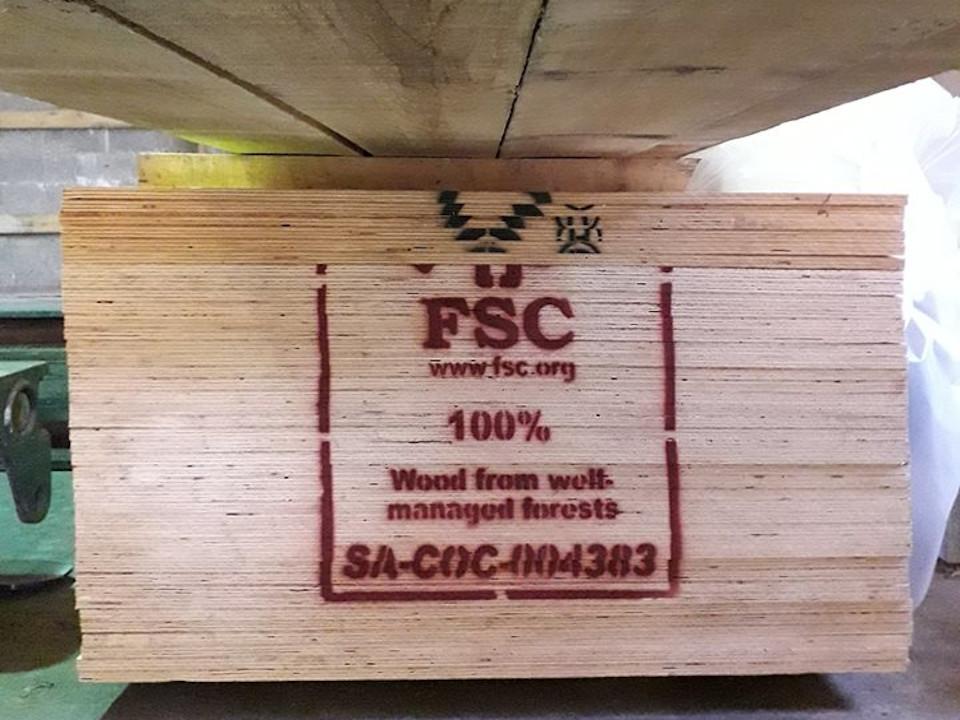 FSC
www.fsc.org
100%
Wood from well-
managed forests
SA-COC-004383